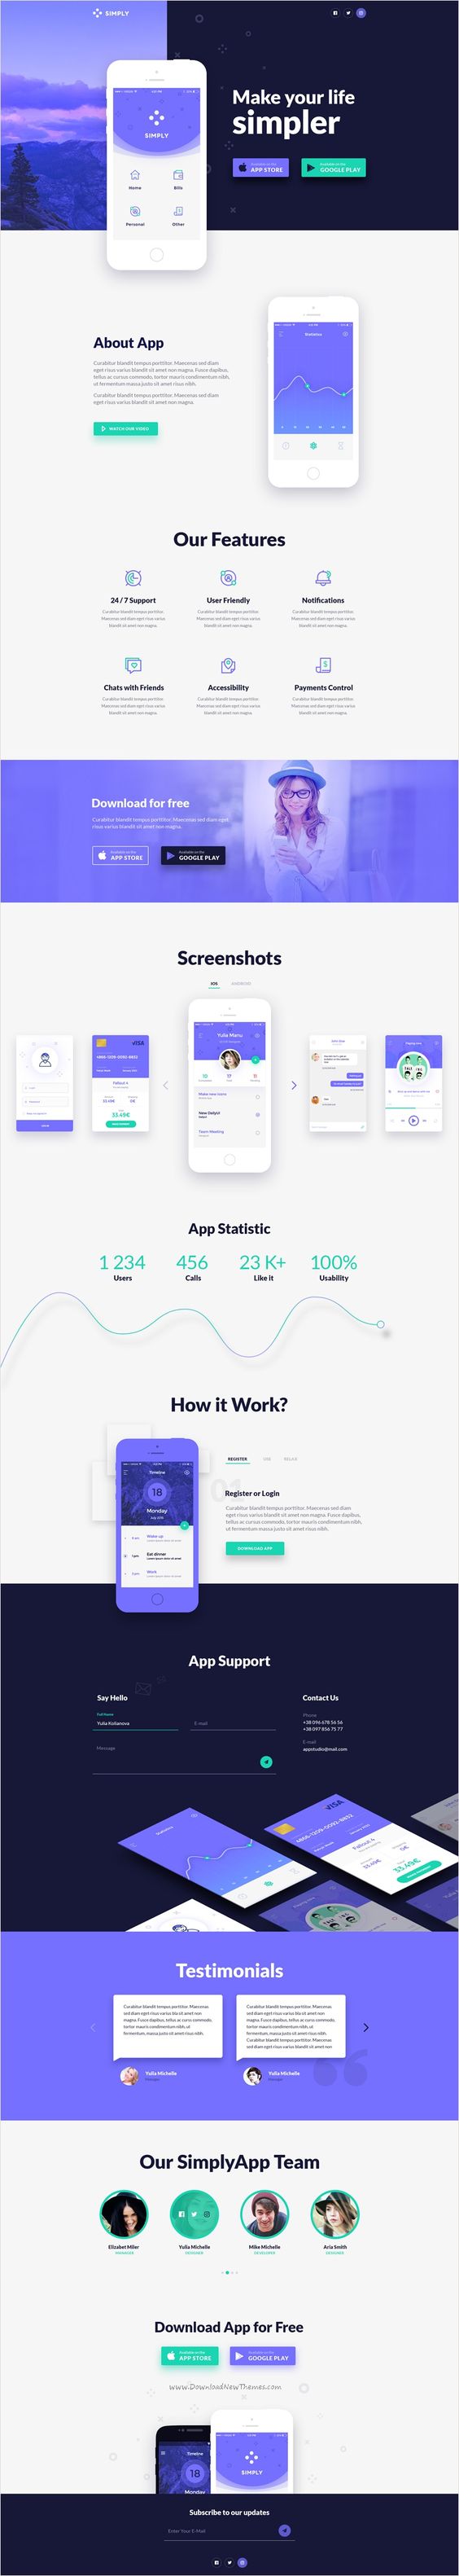 SIMPLY
SIMPLY
Home
Bills
Personal
Other
Make your life
simpler
Available on the
APP STORE
Available on the
GOOGLE PLAY
About App
Curabitur blandit tempus porttitor. Maecenas sed diam
eget risus varius blandit sit amet non magna. Fusce dapibus,
tellus ac cursus commodo, tortor mauris condimentum nibh,
ut fermentum massa justo sit amet risus nibh.
Curabitur blandit tempus porttitor. Maecenas sed diam
eget risus varius blandit sit amet non magna.
WATCH OUR VIDEO
Statistics
Our Features
24 / 7 Support
Curabitur blandit tempus porttitor.
Maecenas sed diam eget risus varius
blandit sit amet non magna.
User Friendly
Curabitur blandit tempus porttitor.
Maecenas sed diam eget risus varius
blandit sit amet non magna.
Notifications
Curabitur blandit tempus porttitor.
Maecenas sed diam eget risus varius
blandit sit amet non magna.
Chats with Friends
Curabitur blandit tempus porttitor.
Maecenas sed diam eget risus varius
blandit sit amet non magna.
Accessibility
Curabitur blandit tempus porttitor.
Maecenas sed diam eget risus varius
blandit sit amet non magna.
Payments Control
Curabitur blandit tempus porttitor.
Maecenas sed diam eget risus varius
blandit sit amet non magna.
Download for free
Curabitur blandit tempus porttitor. Maecenas sed diam eget
risus varius blandit sit amet non magna.
Available on the
APP STORE
Available on the
GOOGLE PLAY
Screenshots
IOS
ANDROID
VISA
Fallout 4
33.49€
Yulia Manu
Make new icons
New Dailyui
Team Meeting
App Statistic
1 234
Users
456
Calls
23 K+
Like it
100%
Usability
How it Work?
Timeline
18
Monday
July 2016
Wake up
Eat dinner
Work
REGISTER
USE
RELAX
01
Register or Login
Curabitur blandit tempus porttitor. Maecenas sed diam
eget risus varius blandit sit amet non magna. Fusce dapibus,
tellus ac cursus commodo, tortor mauris condimentum nibh,
ut fermentum massa justo sit amet risus nibh.
DOWNLOAD APP
App Support
Say Hello
Full Name
Yulia Kolianova
E-mail
Message
Contact Us
Phone
+38 096 678 56 56
+38 097 856 75 77
E-mail
appstudio@mail.com
Statistics
VISA
Fallout 4
33.49€
Testimonials
Curabitur blandit tempus porttitor. Maecenas
sed diam eget risus varius bla sit amet non
magna. Fusce dapibus, tellus ac curs commodo,
tortor mauris condimentum nibh, ut
fermentum, massa justo sit amet risus nibh.
Yulia Michelle
Curabitur blandit tempus porttitor. Maecenas
sed diam eget risus varius bla sit amet non
magna. Fusce dapibus, tellus ac curs commodo,
tortor mauris condimentum nibh, ut
fermentum, massa justo sit amet risus nibh.
Curabitur blandit tempus porttitor. Maecenas
sed diam eget risus varius blandit sit amet non
Yulia Michelle
Our SimplyApp Team
Elizabet Miler
MANAGER
Yulia Michelle
DESIGNER
Mike Michelle
DEVELOPER
Aria Smith
DESIGNER
Download App for Free
Available on the
APP STORE
Available on the
GOOGLE PLAY
www.DownloadNewThemes.com
Timeline
18
Monday
SIMPLY
Subscribe to our updates
Enter Your E-Mail